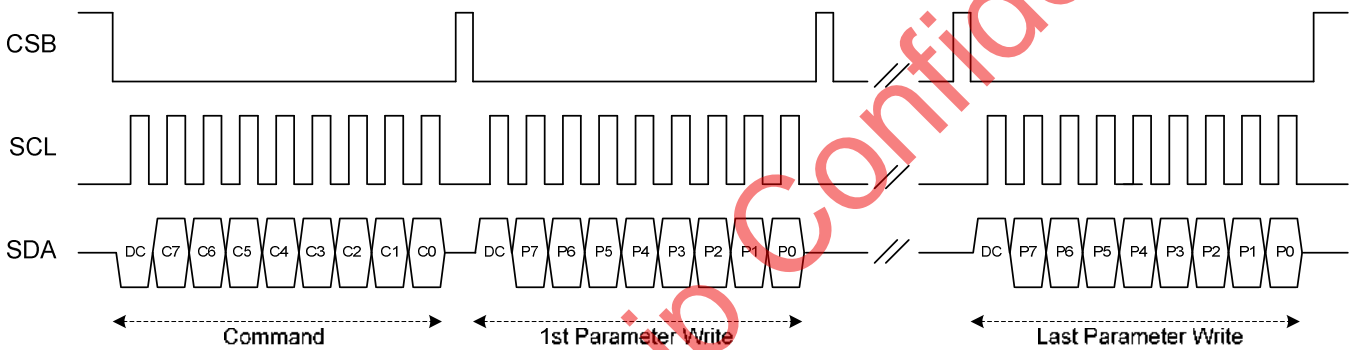 CSB
SCL
SDA DC C7 C6 C5 C4 C3 C2 C1 C0 DC P7 P6 P5 P4 P3 P2 P1 P0 DC P7 P6 P5 P4 P3 P2 P1 P0
Command 1st Parameter Write Last Parameter Write